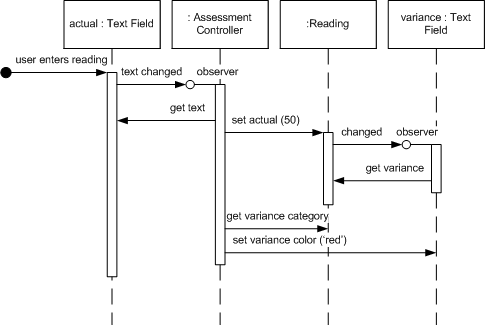 actual : Text Field
: Assessment
Controller
:Reading
variance : Text
Field
user enters reading
text changed
observer
get text
set actual (50)
changed
observer
get variance
get variance category
set variance color (‘red’)